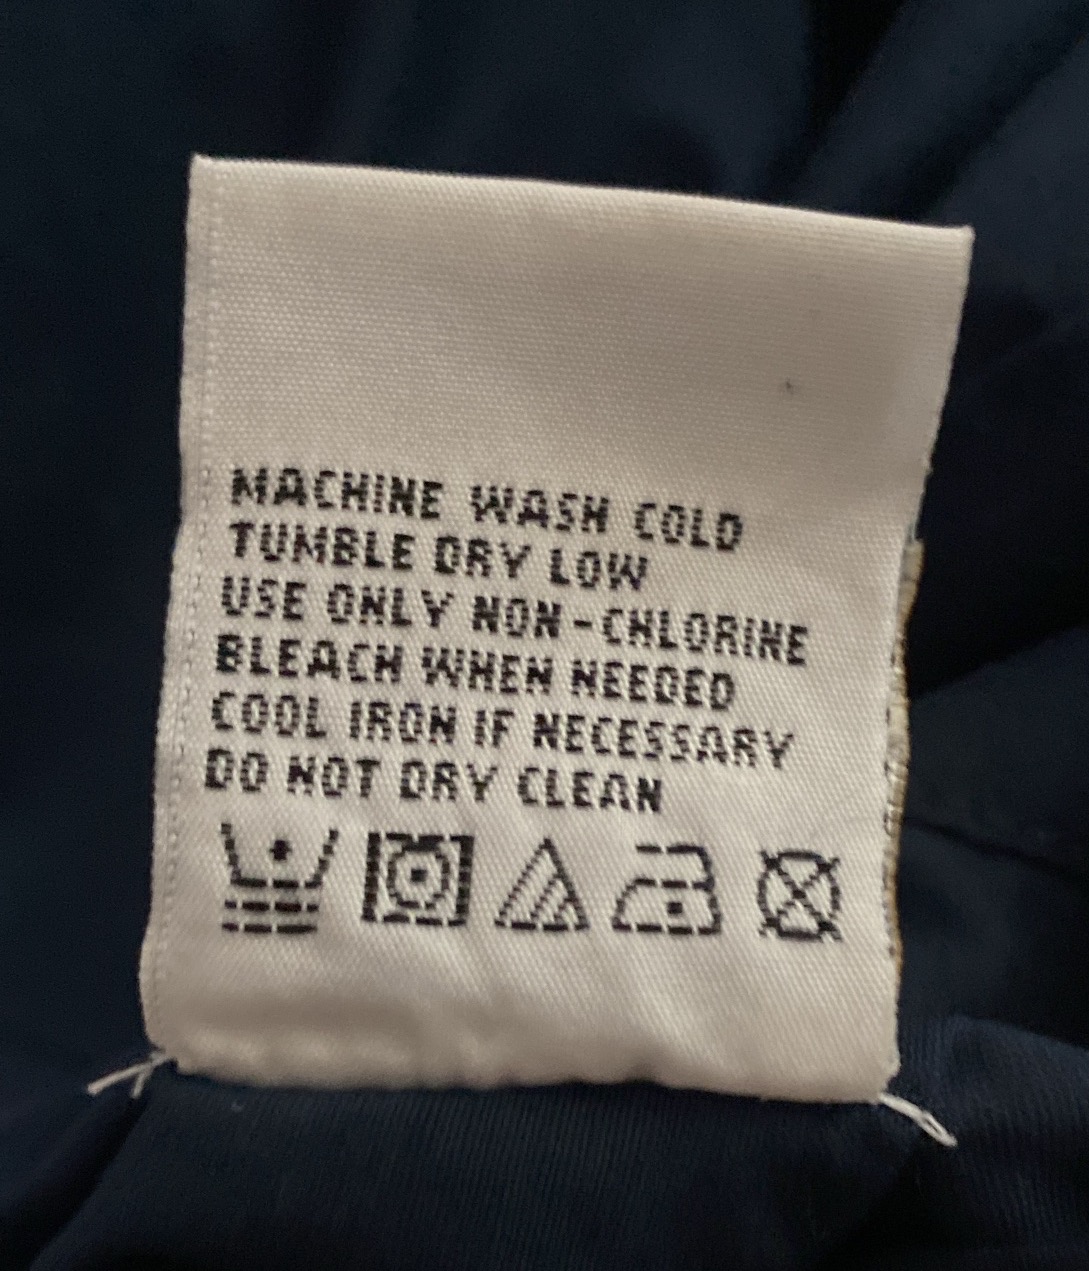 MACHINE WASH COLD
TUMBLE DRY LOW
USE ONLY NON-CHLORINE
BLEACH WHEN NEEDED
COOL IRON IF NECESSARY
DO NOT DRY CLEAN